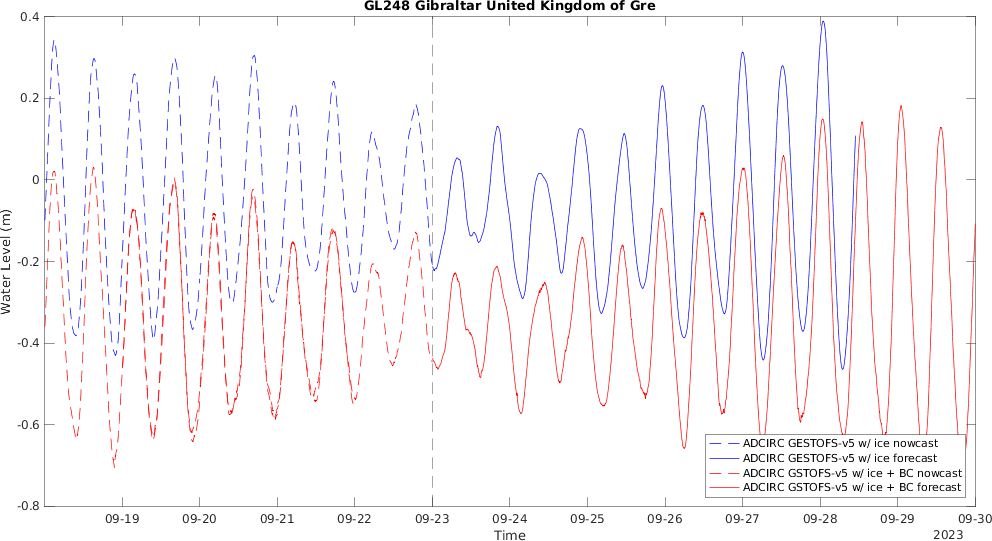 GL248 Gibraltar United Kingdom of Gre
Water Level (m)
0.4
0.2
0
-0.2
-0.4
-0.6
-0.8
ADCIRC GESTOFS-v5 w/ ice nowcast
ADCIRC GESTOFS-v5 w/ ice forecast
ADCIRC GSTOFS-v5 w/ ice + BC nowcast
ADCIRC GSTOFS-v5 w/ ice + BC forecast
09-19 09-20 09-21 09-22 09-23 09-24 09-25 09-26 09-27 09-28 09-29 09-30
Time
2023